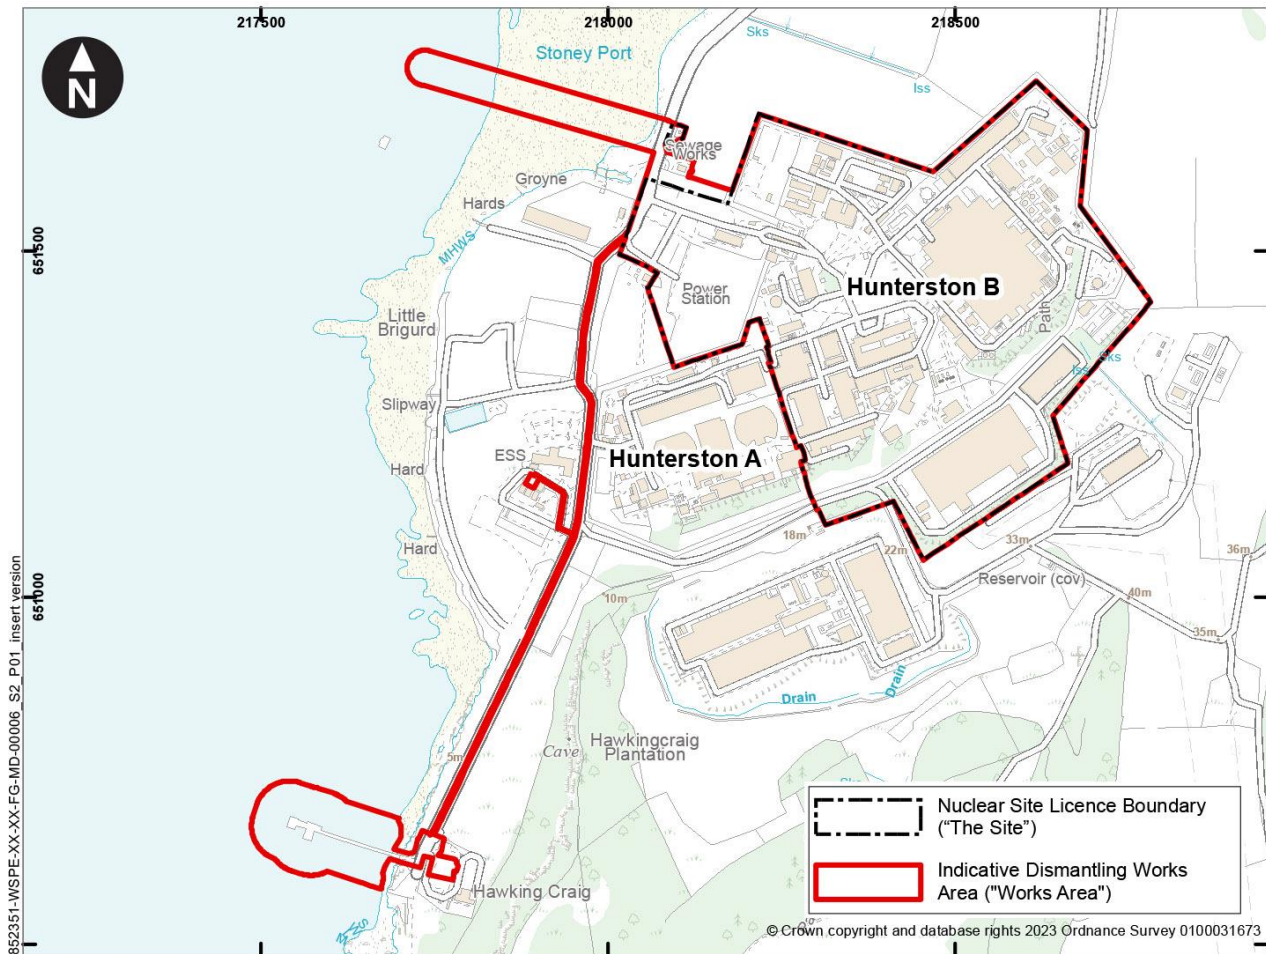 217500
218000
218500
Sks
Stoney Port
Iss
N
Sewage
Works
Groyne
Hards
MHWS
651500
Power
Station
Hunterston B
Path
Little
Brigurd
Sks
Iss
Slipway
ESS
Hard
Hunterston A
Hard
18m
22m
33m
36m
651000
Reservoir (cov)
10m
40m
35m
Drain
Drain
Cave
Hawkingcraig
Plantation
5m
Hawking Craig
Nuclear Site Licence Boundary
("The Site")
Indicative Dismantling Works
Area ("Works Area")
© Crown copyright and database rights 2023 Ordnance Survey 0100031673
852351-WSPE-XX-XX-FG-MD-00006_S2_P01_insert version